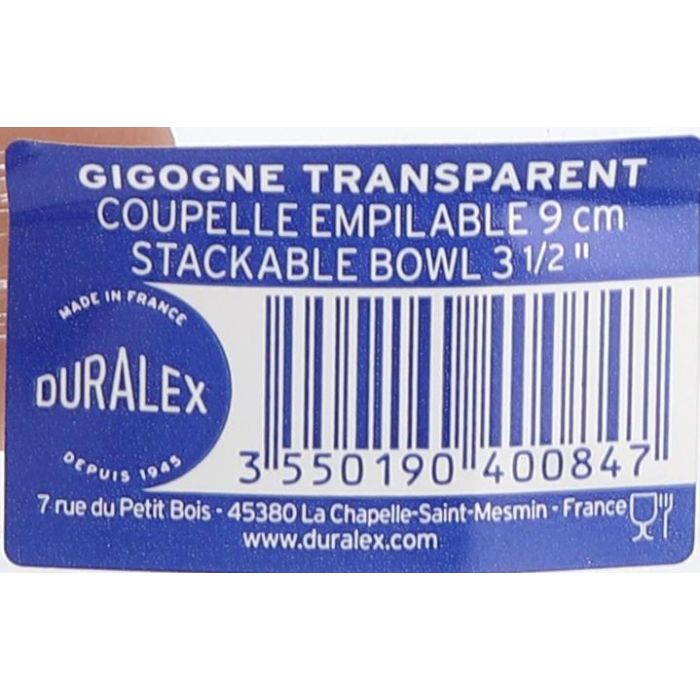 GIGOGNE TRANSPARENT
COUPELLE EMPILABLE 9 cm
STACKABLE BOWL 3 1/2 "
MADE IN FRANCE
DURALEX
DEPUIS 1945
3 550190 400847
7 rue du Petit Bois - 45380 La Chapelle-Saint-Mesmin - France
www.duralex.com